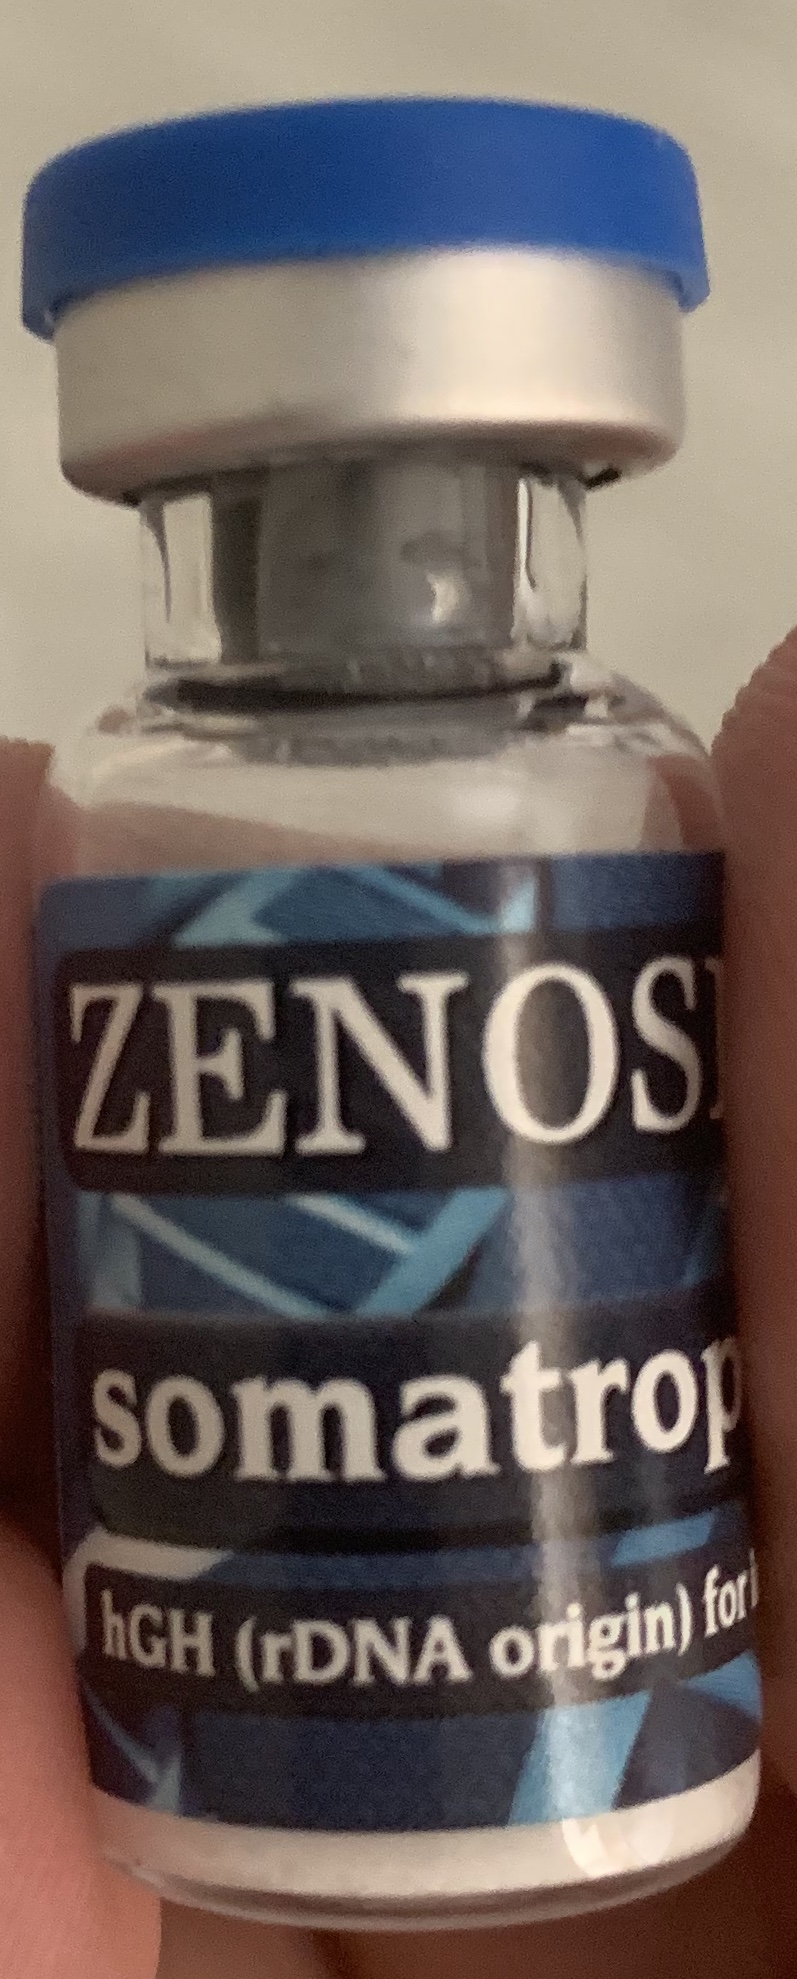 ZENOS
somatrop
hGH (rDNA origin) for